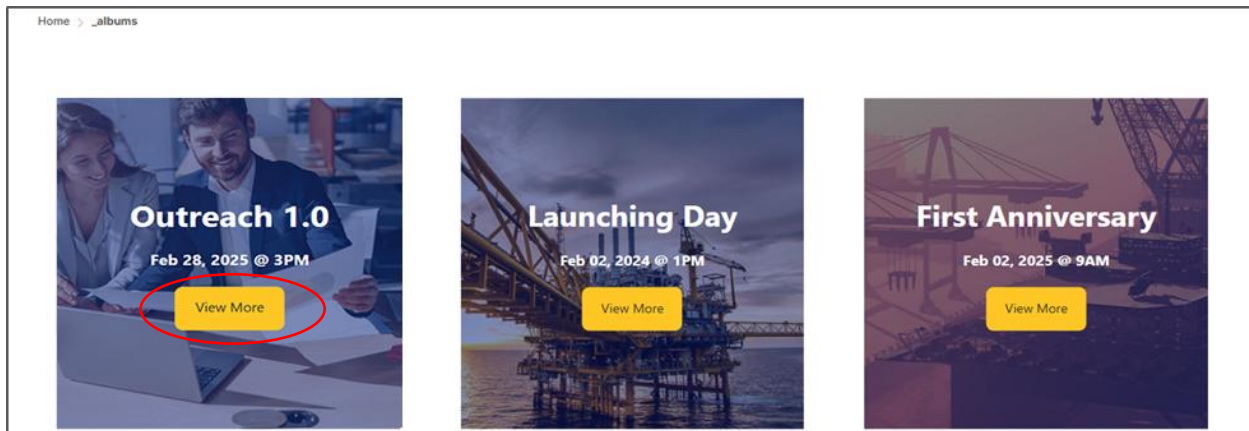 Home > _albums
Outreach 1.0
Feb 28, 2025 @ 3PM
View More
Launching Day
Feb 02, 2024 @ 1PM
View More
First Anniversary
Feb 02, 2025 @ 9AM
View More